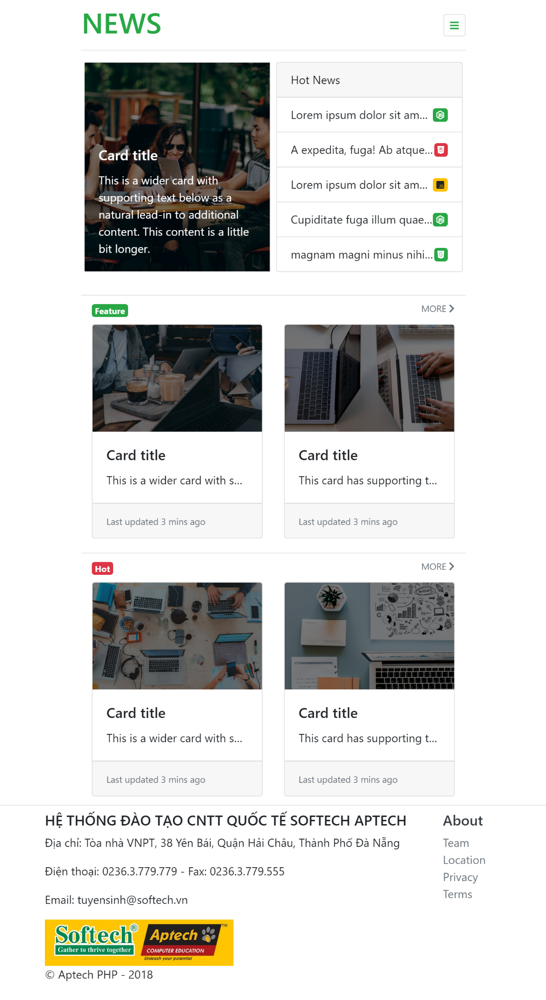 NEWS
Card title
This is a wider card with
supporting text below as a
natural lead-in to additional
content. This content is a little
bit longer.
Hot News
Lorem ipsum dolor sit am...
A expedita, fuga! Ab atque...
Lorem ipsum dolor sit am...
JS
Cupiditate fuga illum quae...
magnam magni minus nihi...
Feature
MORE
IN THE COMPANY OF
Card title
This is a wider card with s...
Last updated 3 mins ago
Card title
This card has supporting t...
Last updated 3 mins ago
Hot
MORE
BUSINESS
Card title
This is a wider card with s...
Last updated 3 mins ago
Card title
This card has supporting t...
Last updated 3 mins ago
HỆ THỐNG ĐÀO TẠO CNTT QUỐC TẾ SOFTECH APTECH
Địa chỉ: Tòa nhà VNPT, 38 Yên Bái, Quận Hải Châu, Thành Phố Đà Nẵng
Điện thoại: 0236.3.779.779 - Fax: 0236.3.779.555
Email: tuyensinh@softech.vn
Softech®
Gather to thrive together
Aptech™
COMPUTER EDUCATION
Unleash your potential
© Aptech PHP - 2018
About
Team
Location
Privacy
Terms